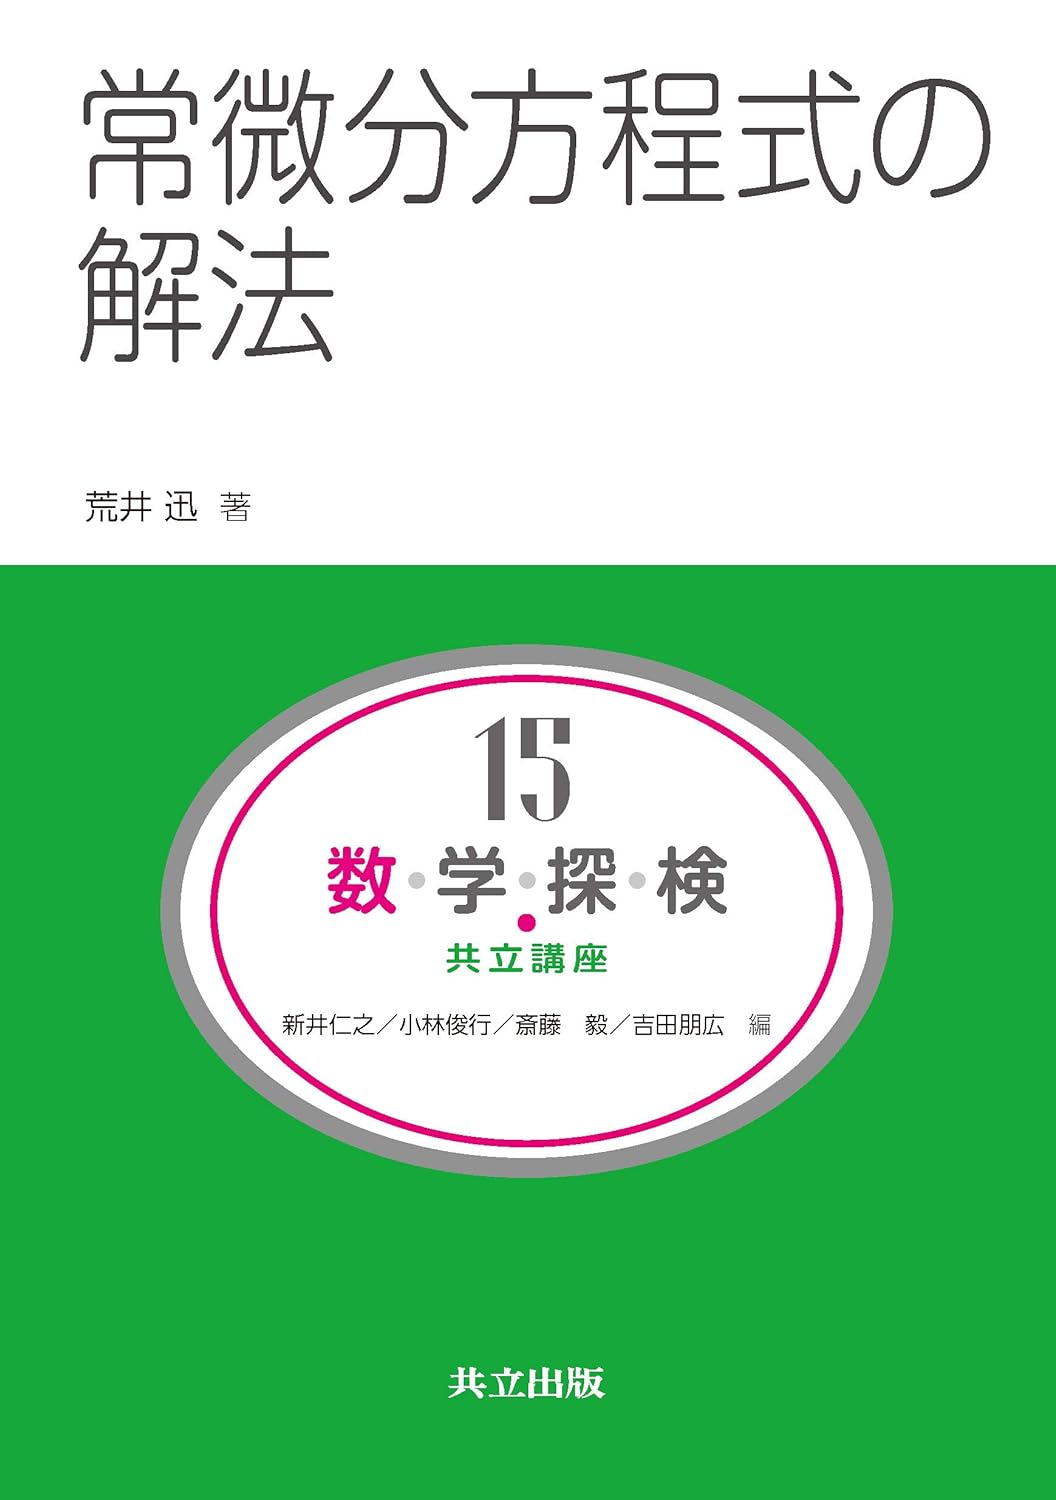 常微分方程式の
解法
荒井 迅 著
15
数・学・探・検
共立講座
新井仁之／小林俊行／斎藤　毅／吉田朋広　編
共立出版